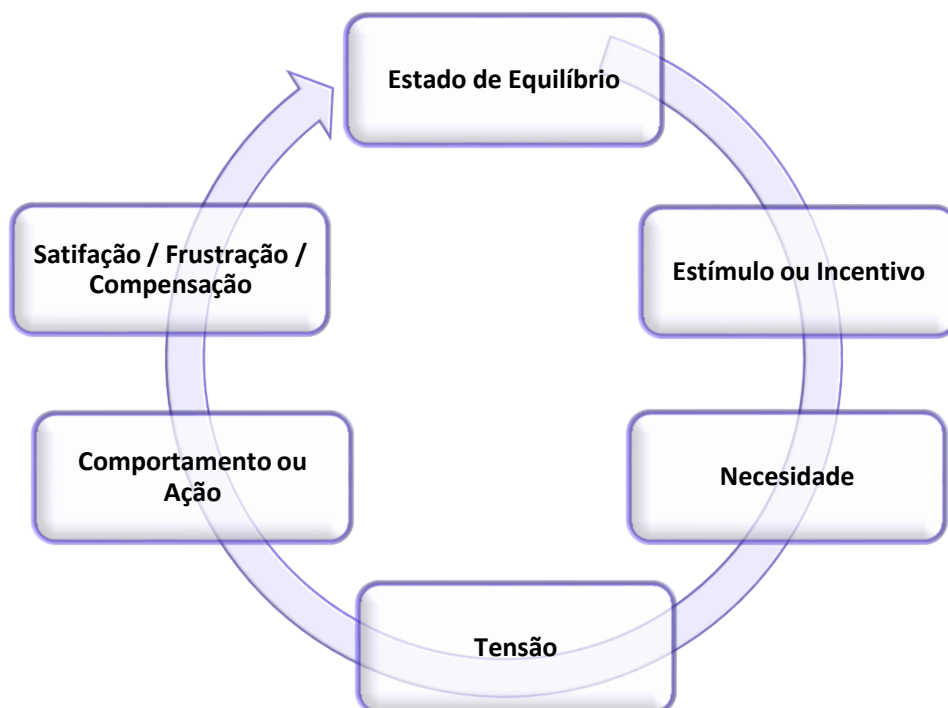 Estado de Equilíbrio
Estímulo ou Incentivo
Necesidade
Tensão
Comportamento ou
Ação
Satifação / Frustração /
Compensação